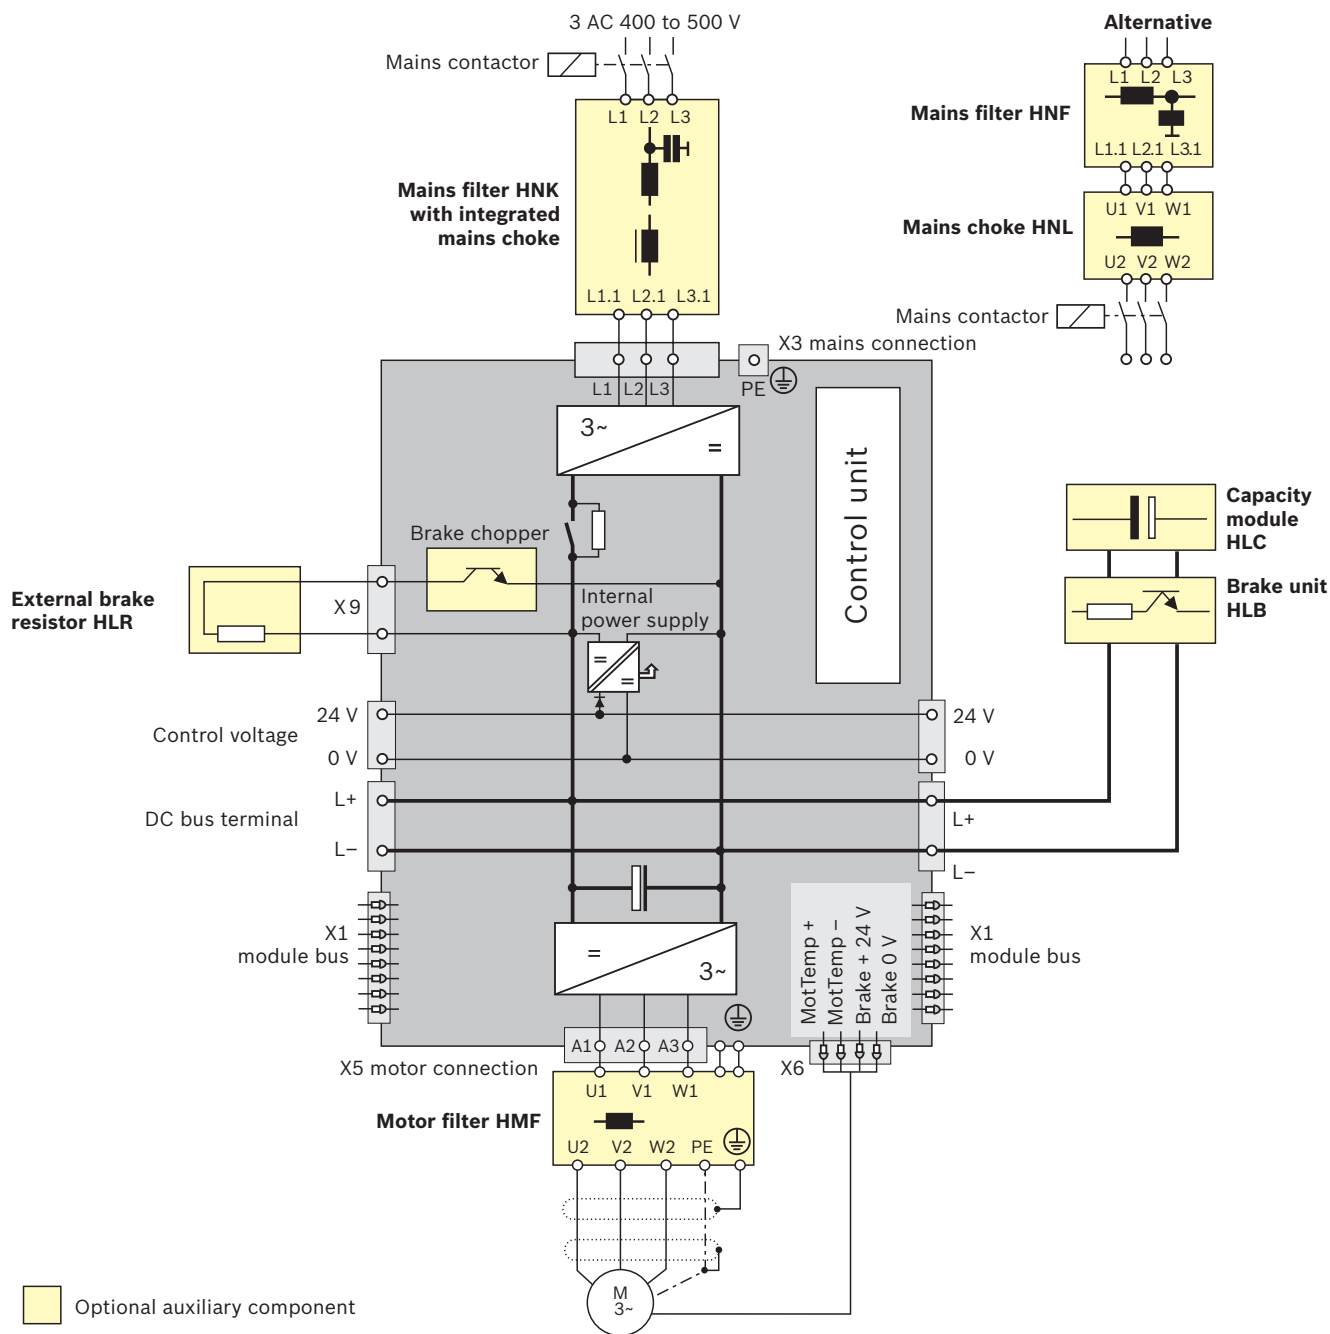 3 AC 400 to 500 V
Mains contactor
L1 L2 L3
Mains filter HNK
with integrated
mains choke
L1.1 L2.1 L3.1
Alternative
L1 L2 L3
Mains filter HNF
L1.1 L2.1 L3.1
U1 V1 W1
Mains choke HNL
U2 V2 W2
Mains contactor
X3 mains connection
L1 L2 L3
PE
3~
=
Control unit
Brake chopper
External brake
resistor HLR
X9
Internal
power supply
=
=
Capacity
module
HLC
Brake unit
HLB
Control voltage
24 V
0 V
24 V
0 V
DC bus terminal
L+
L−
L+
L−
X1
module bus
=
3~
MotTemp +
MotTemp −
Brake + 24 V
Brake 0 V
X1
module bus
A1 A2 A3
X5 motor connection
X6
U1 V1 W1
Motor filter HMF
U2 V2 W2 PE
M
3~
Optional auxiliary component